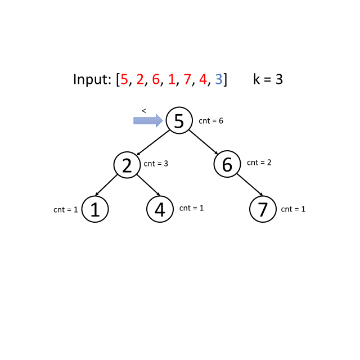 Input: [5, 2, 6, 1, 7, 4, 3] k = 3
<
5 cnt = 6
2 cnt = 3 6 cnt = 2
cnt = 1 1 4 cnt = 1 7 cnt = 1